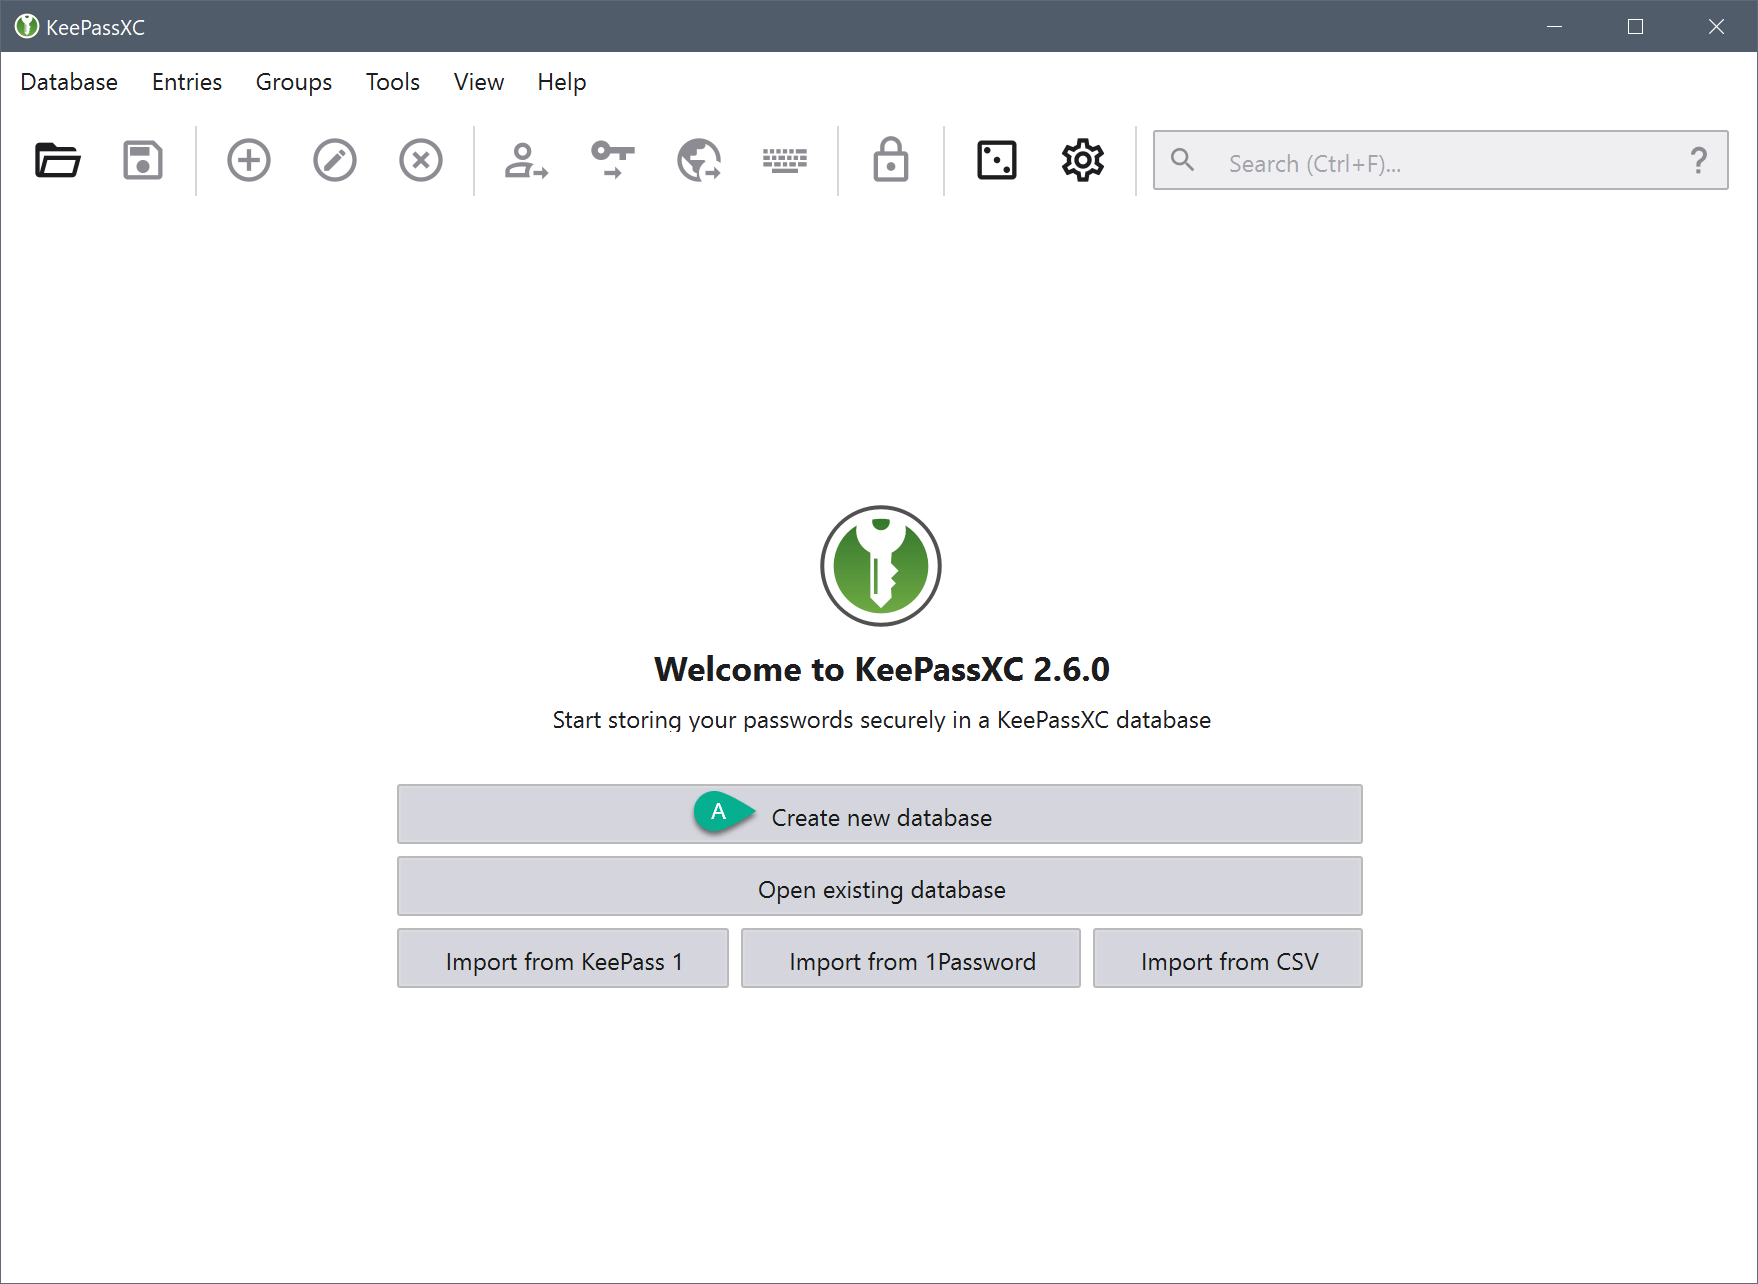 KeePassXC
Database Entries Groups Tools View Help
Search (Ctrl+F)... ?
Welcome to KeePassXC 2.6.0
Start storing your passwords securely in a KeePassXC database
A Create new database
Open existing database
Import from KeePass 1 Import from 1Password Import from CSV